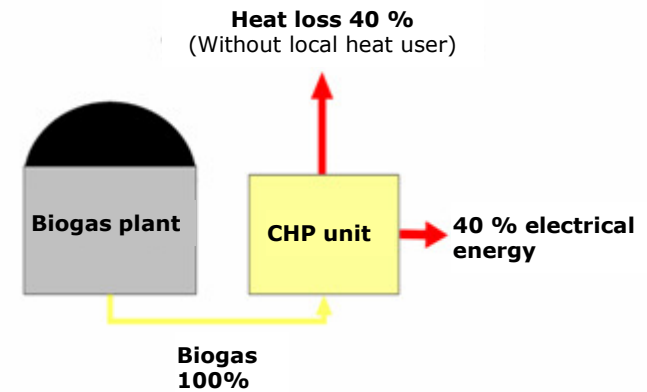 Heat loss 40 %
(Without local heat user)
Biogas plant
CHP unit
40 % electrical
energy
Biogas
100%